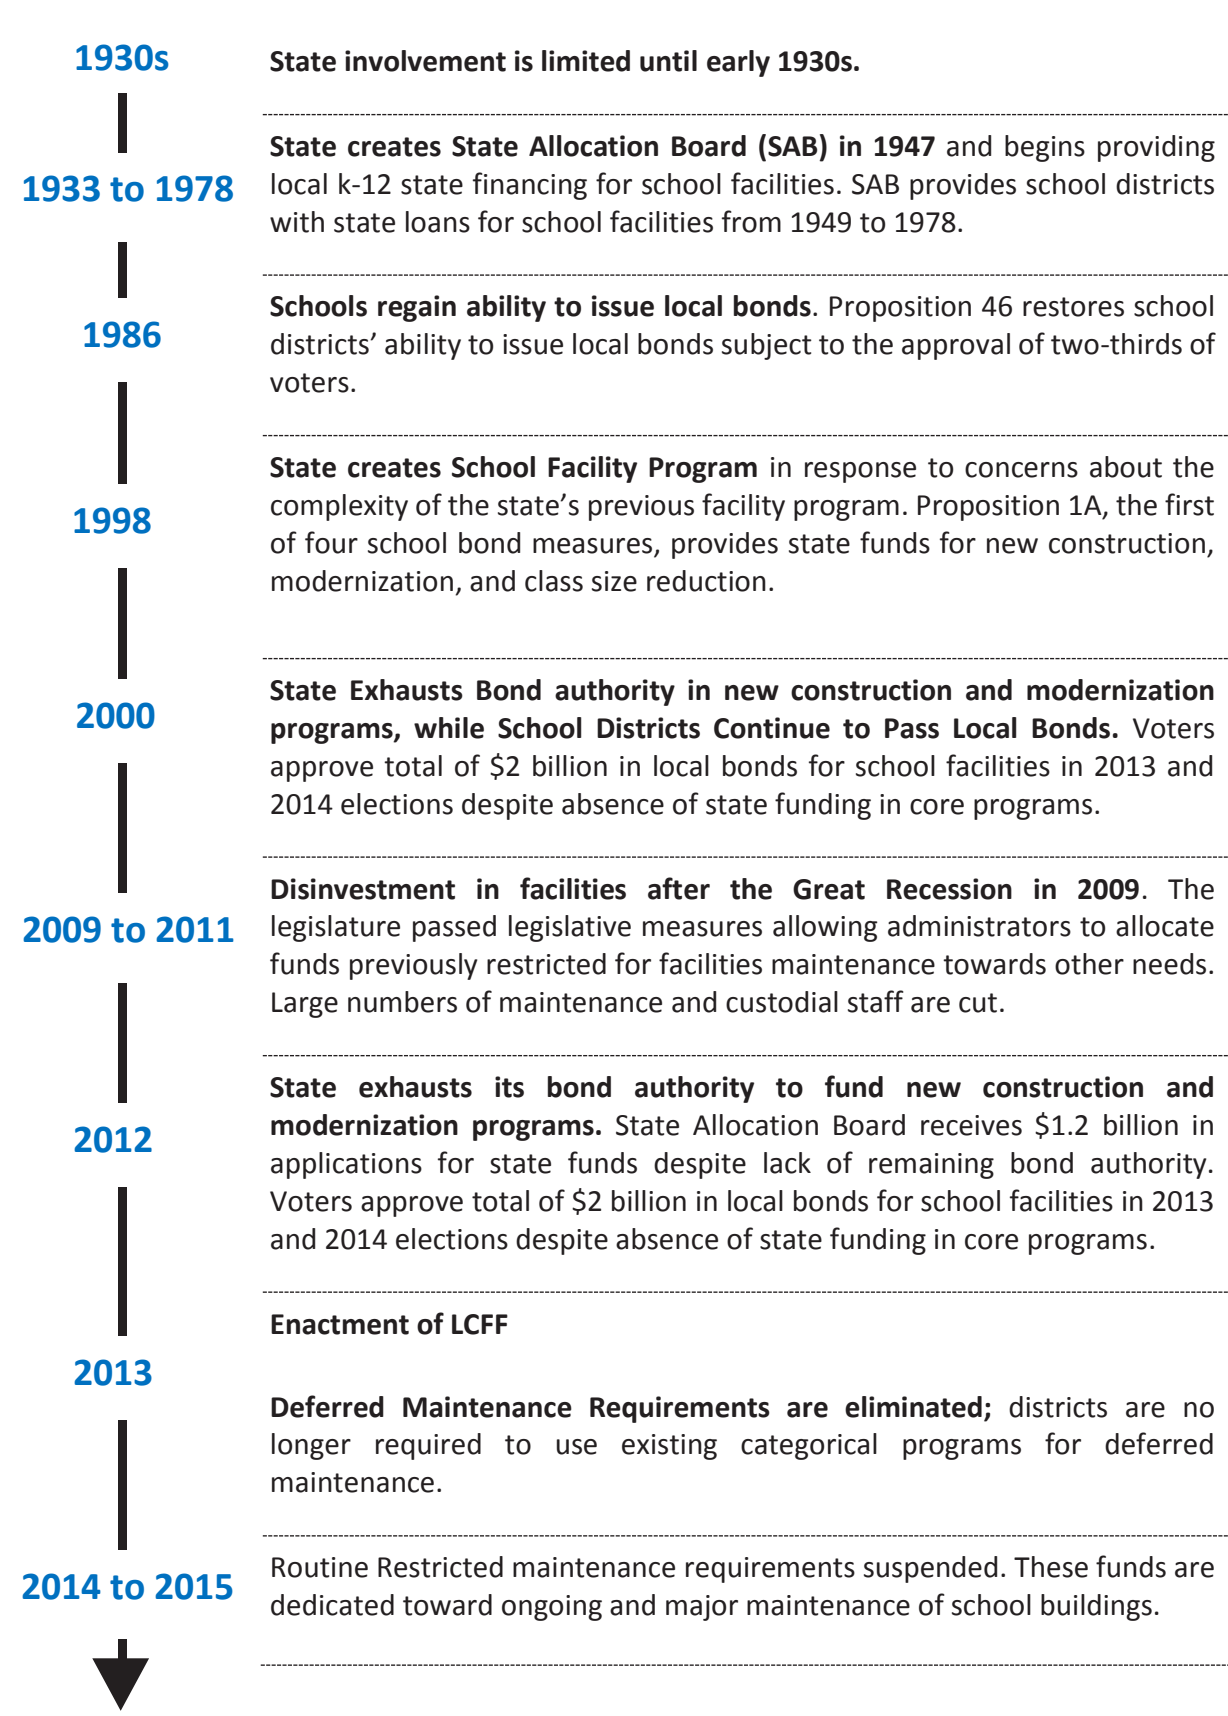 1930s
State involvement is limited until early 1930s.
1933 to 1978
State creates State Allocation Board (SAB) in 1947 and begins providing
local k-12 state financing for school facilities. SAB provides school districts
with state loans for school facilities from 1949 to 1978.
1986
Schools regain ability to issue local bonds. Proposition 46 restores school
districts’ ability to issue local bonds subject to the approval of two-thirds of
voters.
1998
State creates School Facility Program in response to concerns about the
complexity of the state’s previous facility program. Proposition 1A, the first
of four school bond measures, provides state funds for new construction,
modernization, and class size reduction.
2000
State Exhausts Bond authority in new construction and modernization
programs, while School Districts Continue to Pass Local Bonds. Voters
approve total of $2 billion in local bonds for school facilities in 2013 and
2014 elections despite absence of state funding in core programs.
2009 to 2011
Disinvestment in facilities after the Great Recession in 2009. The
legislature passed legislative measures allowing administrators to allocate
funds previously restricted for facilities maintenance towards other needs.
Large numbers of maintenance and custodial staff are cut.
2012
State exhausts its bond authority to fund new construction and
modernization programs. State Allocation Board receives $1.2 billion in
applications for state funds despite lack of remaining bond authority.
Voters approve total of $2 billion in local bonds for school facilities in 2013
and 2014 elections despite absence of state funding in core programs.
2013
Enactment of LCFF
Deferred Maintenance Requirements are eliminated; districts are no
longer required to use existing categorical programs for deferred
maintenance.
2014 to 2015
Routine Restricted maintenance requirements suspended. These funds are
dedicated toward ongoing and major maintenance of school buildings.